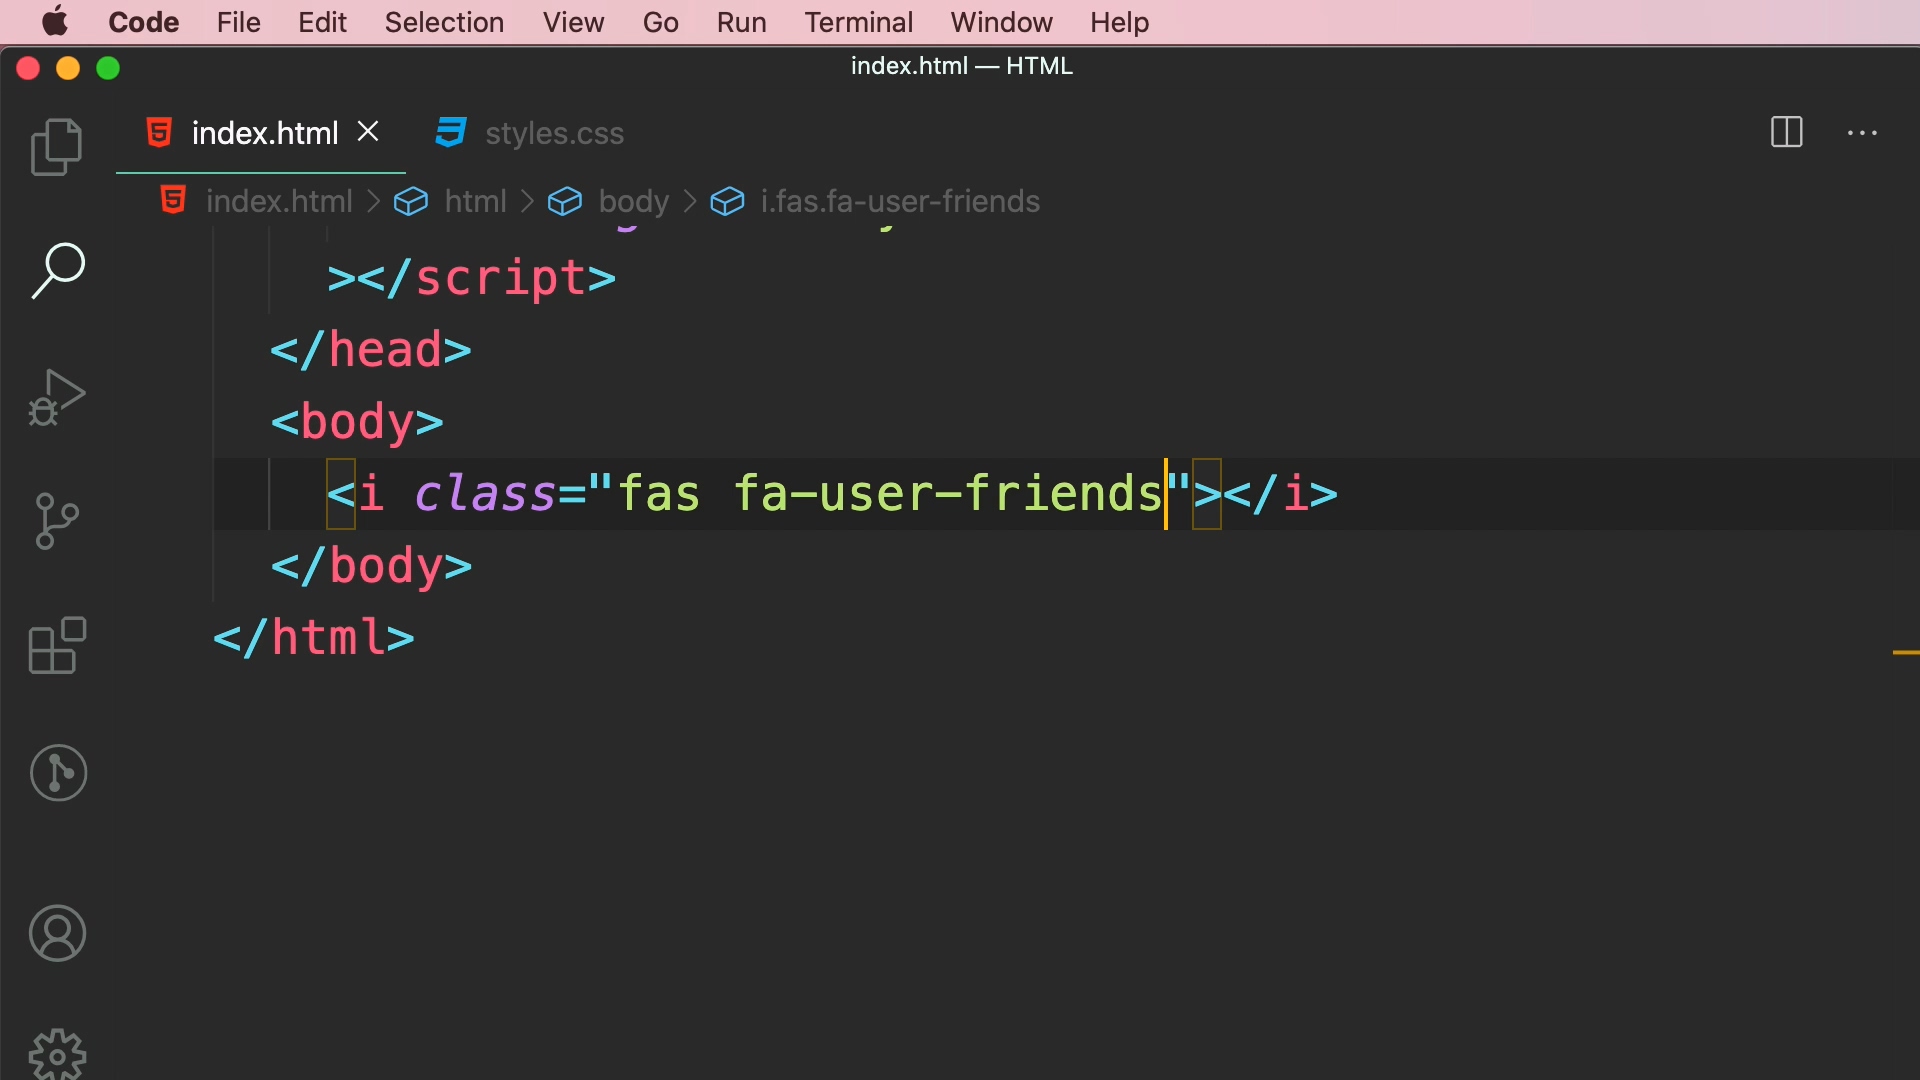 Code File Edit Selection View Go Run Terminal Window Help
index.html — HTML
index.html styles.css
index.html > html > body > i.fas.fa-user-friends
></script>
</head>
<body>
<i class="fas fa-user-friends"></i>
</body>
</html>